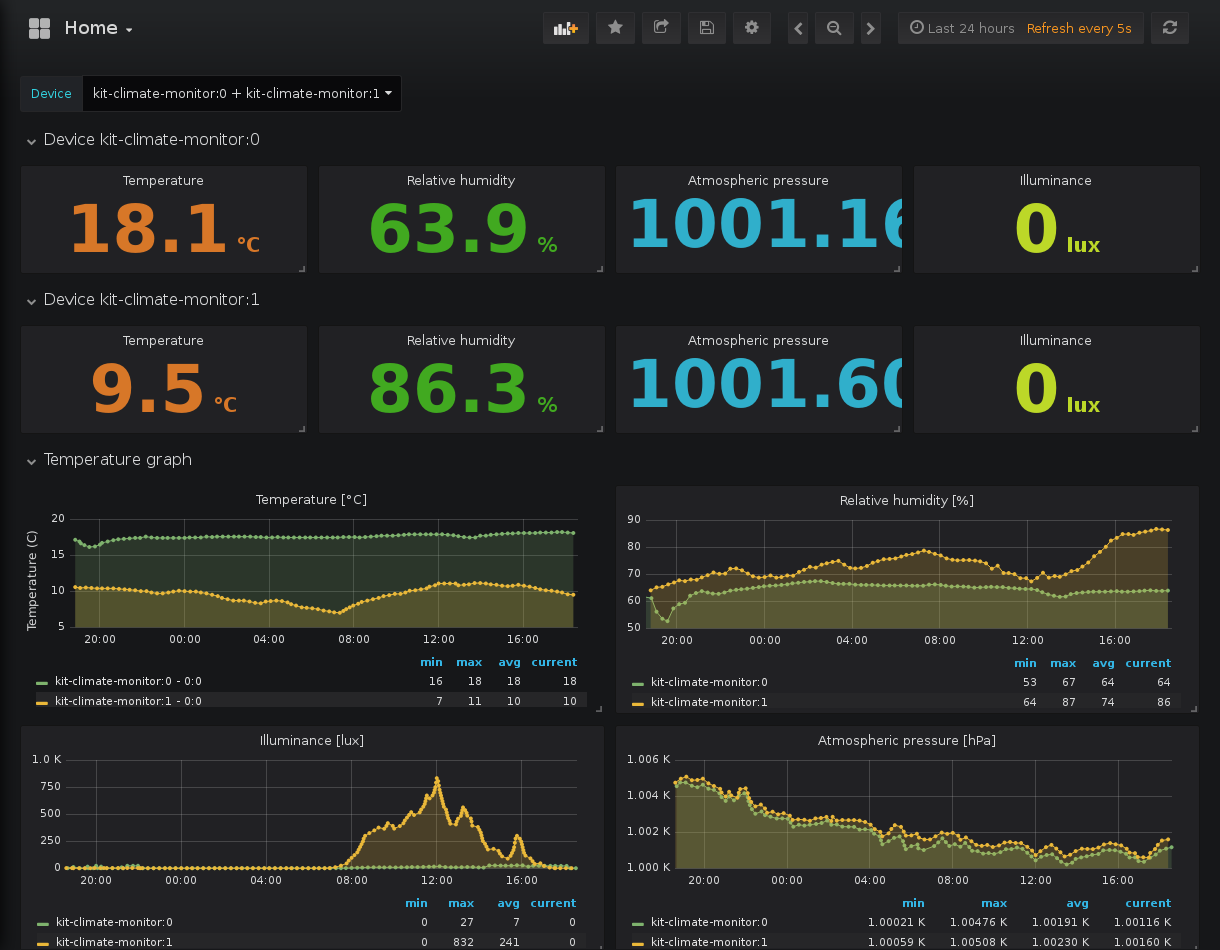 Home
Last 24 hours Refresh every 5s
Device kit-climate-monitor:0 + kit-climate-monitor:1
Device kit-climate-monitor:0
Temperature Relative humidity Atmospheric pressure Illuminance
18.1 °C 63.9 % 1001.16 0 lux
Device kit-climate-monitor:1
Temperature Relative humidity Atmospheric pressure Illuminance
9.5 °C 86.3 % 1001.60 0 lux
Temperature graph
Temperature [°C]
Temperature (C)
20
15
10
5
20:00 00:00 04:00 08:00 12:00 16:00
min max avg current
kit-climate-monitor:0 - 0:0 16 18 18 18
kit-climate-monitor:1 - 0:0 7 11 10 10
Relative humidity [%]
90
80
70
60
50
20:00 00:00 04:00 08:00 12:00 16:00
min max avg current
kit-climate-monitor:0 53 67 64 64
kit-climate-monitor:1 64 87 74 86
Illuminance [lux]
1.0 K
750
500
250
0
20:00 00:00 04:00 08:00 12:00 16:00
min max avg current
kit-climate-monitor:0 0 27 7 0
kit-climate-monitor:1 0 832 241 0
Atmospheric pressure [hPa]
1.006 K
1.004 K
1.002 K
1.000 K
20:00 00:00 04:00 08:00 12:00 16:00
min max avg current
kit-climate-monitor:0 1.00021 K 1.00476 K 1.00191 K 1.00116 K
kit-climate-monitor:1 1.00059 K 1.00508 K 1.00230 K 1.00160 K